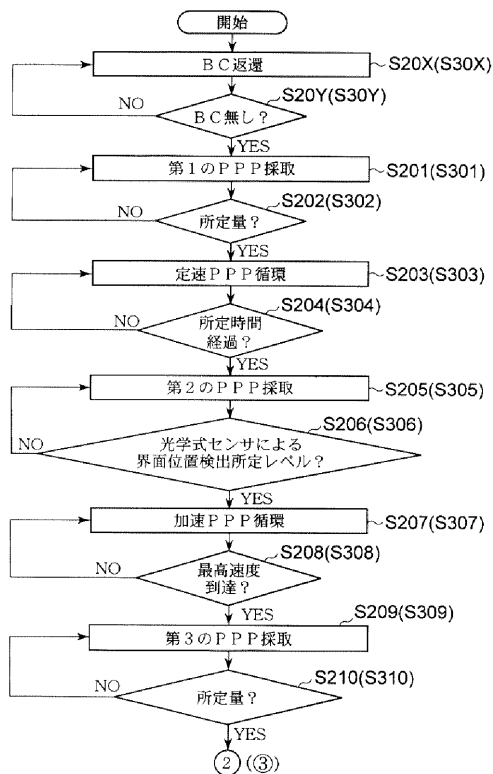 開始
ＢＣ返還
S20X(S30X)
S20Y(S30Y)
NO
ＢＣ無し？
YES
第１のＰＰＰ採取
S201(S301)
S202(S302)
NO
所定量？
YES
定速ＰＰＰ循環
S203(S303)
S204(S304)
NO
所定時間
経過？
YES
第２のＰＰＰ採取
S205(S305)
S206(S306)
NO
光学式センサによる
界面位置検出所定レベル？
YES
加速ＰＰＰ循環
S207(S307)
S208(S308)
NO
最高速度
到達？
YES
S209(S309)
第３のＰＰＰ採取
S210(S310)
NO
所定量？
YES
2 (③)